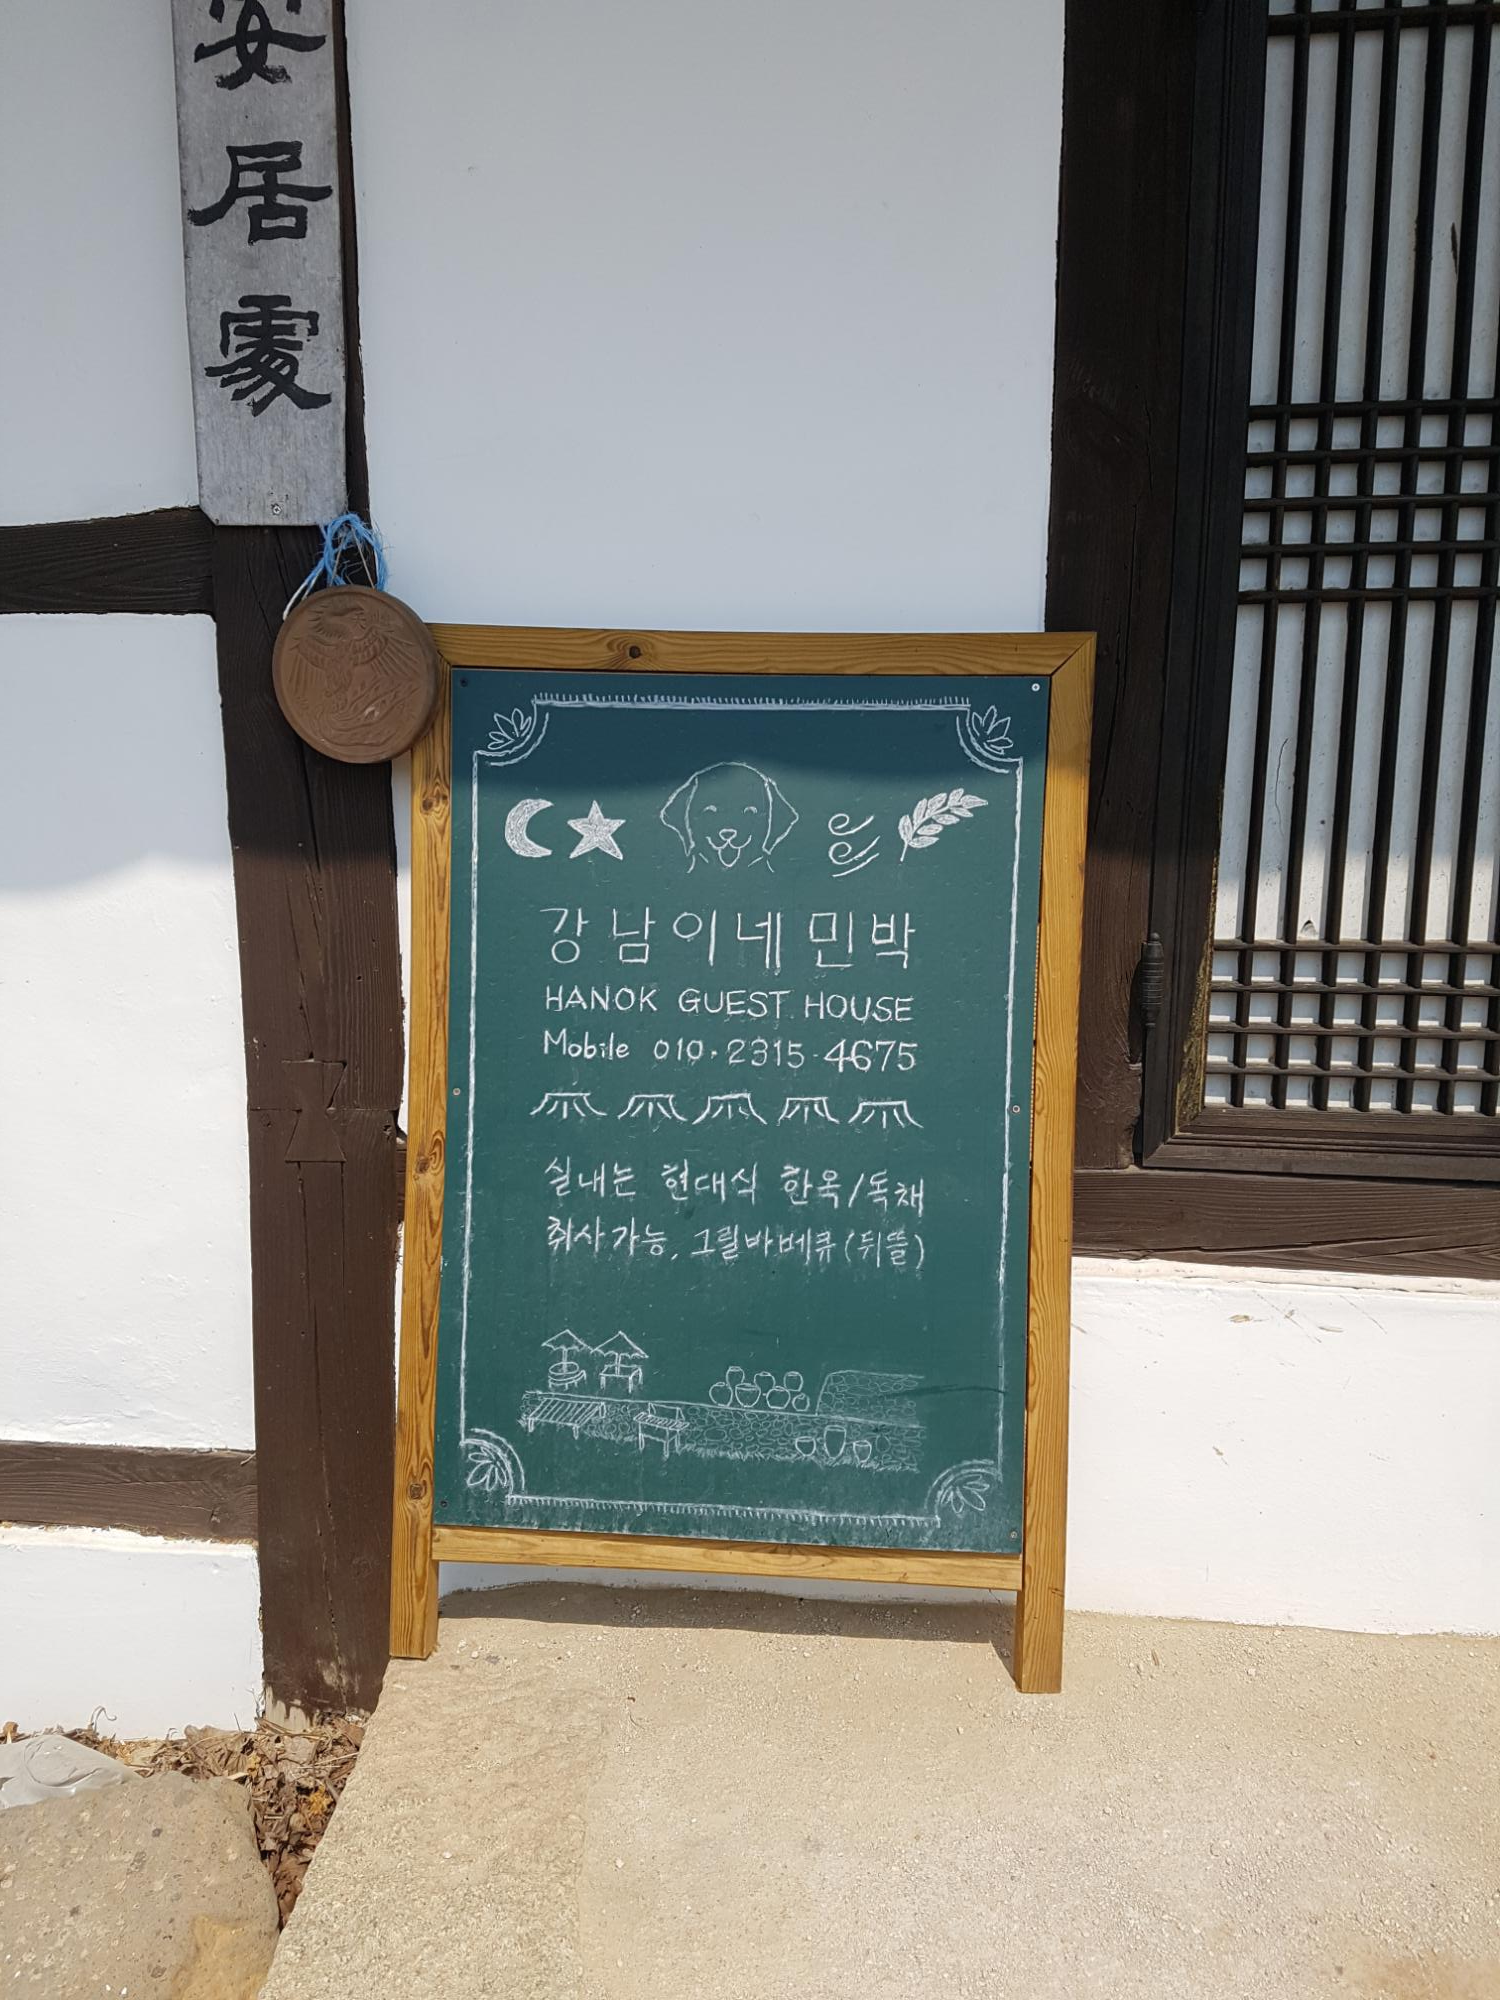 安居處
강남이네민박
HANOK GUEST HOUSE
Mobile 010·2315·4675
실내는 현대식 한옥/독채
취사가능, 그릴바베큐(뒤뜰)